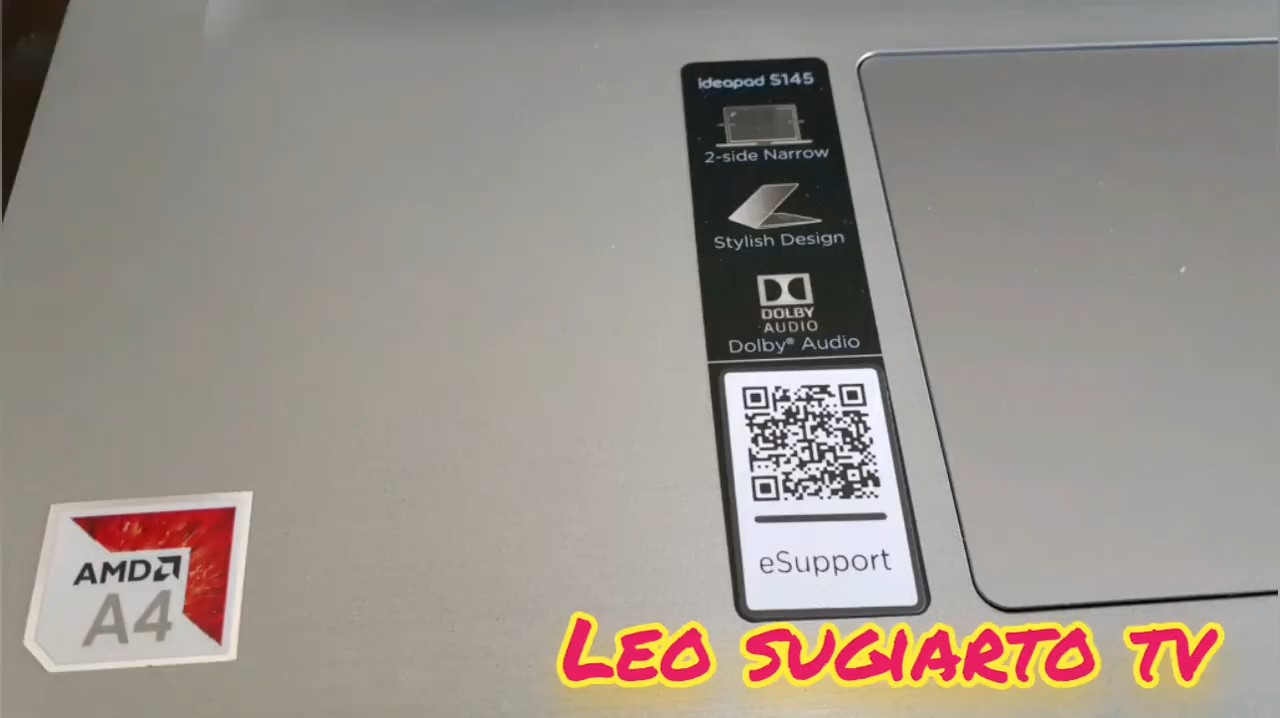 ideapad S145
2-side Narrow
Stylish Design
DOLBY
AUDIO
Dolby® Audio
eSupport
AMD
A4
LEO SUGIARTO TV